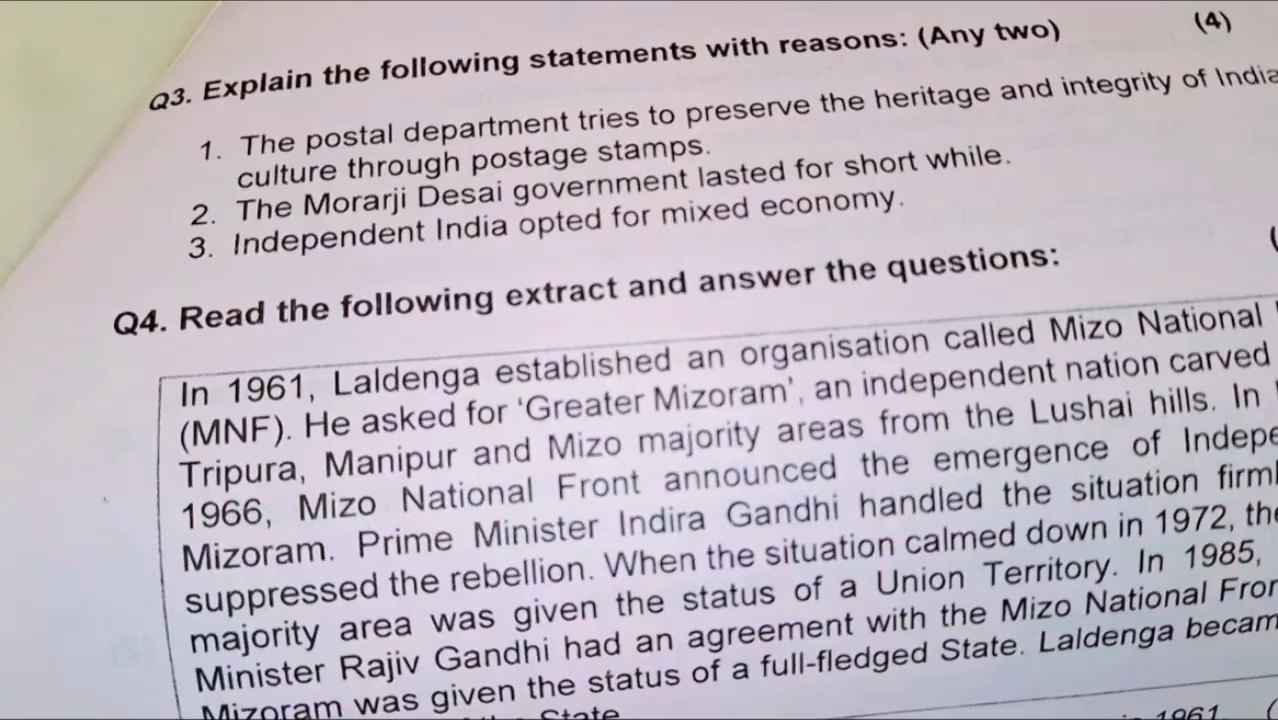 Q3. Explain the following statements with reasons: (Any two) (4)
1. The postal department tries to preserve the heritage and integrity of India
culture through postage stamps.
2. The Morarji Desai government lasted for short while.
3. Independent India opted for mixed economy.
Q4. Read the following extract and answer the questions: (
In 1961, Laldenga established an organisation called Mizo National
(MNF). He asked for ‘Greater Mizoram’, an independent nation carved
Tripura, Manipur and Mizo majority areas from the Lushai hills. In
1966, Mizo National Front announced the emergence of Indepe
Mizoram. Prime Minister Indira Gandhi handled the situation firml
suppressed the rebellion. When the situation calmed down in 1972, the
majority area was given the status of a Union Territory. In 1985,
Minister Rajiv Gandhi had an agreement with the Mizo National Fron
Mizoram was given the status of a full-fledged State. Laldenga becam
State
1961